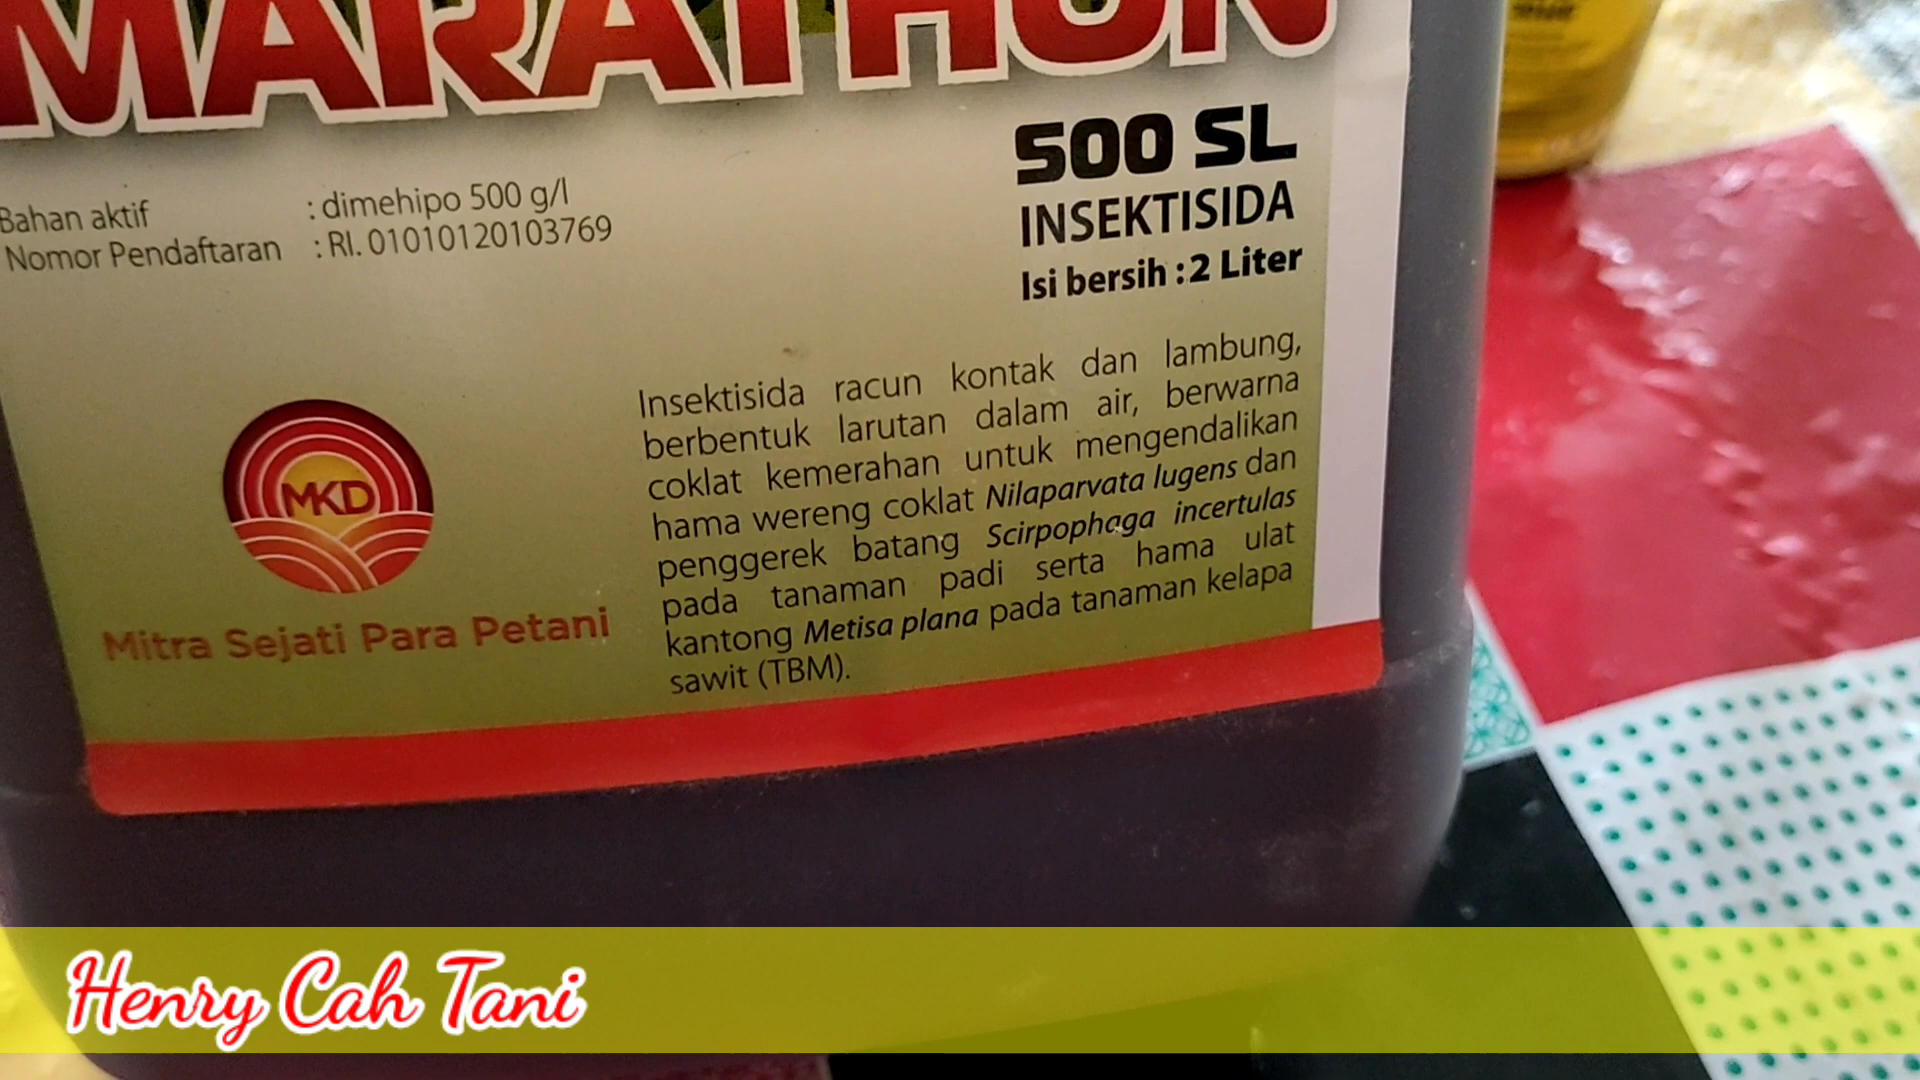 MARATHON
500 SL
INSEKTISIDA
Isi bersih : 2 Liter
Bahan aktif : dimehipo 500 g/l
Nomor Pendaftaran : RI. 01010120103769
MKD
Mitra Sejati Para Petani
Insektisida racun kontak dan lambung,
berbentuk larutan dalam air, berwarna
coklat kemerahan untuk mengendalikan
hama wereng coklat Nilaparvata lugens dan
penggerek batang Scirpophaga incertulas
pada tanaman padi serta hama ulat
kantong Metisa plana pada tanaman kelapa
sawit (TBM).
Henry Cah Tani